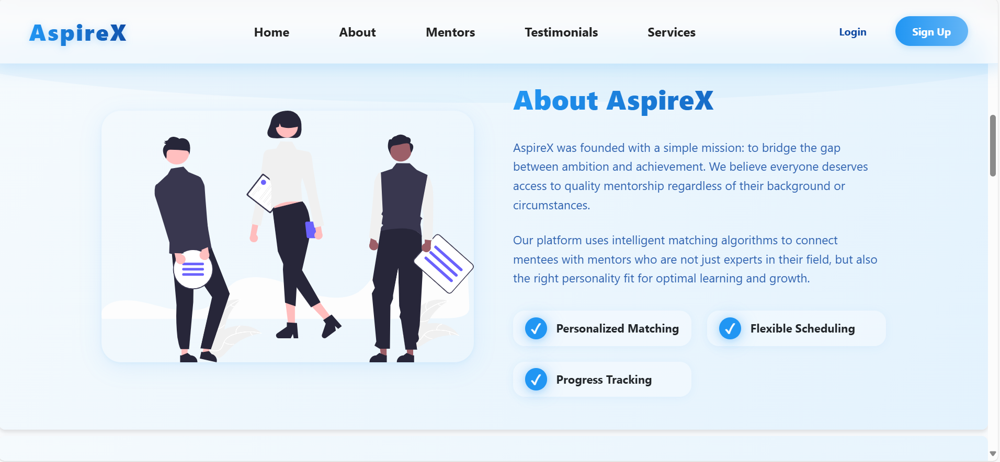 AspireX
Home
About
Mentors
Testimonials
Services
Login
Sign Up
About AspireX
AspireX was founded with a simple mission: to bridge the gap
between ambition and achievement. We believe everyone deserves
access to quality mentorship regardless of their background or
circumstances.
Our platform uses intelligent matching algorithms to connect
mentees with mentors who are not just experts in their field, but also
the right personality fit for optimal learning and growth.
Personalized Matching
Flexible Scheduling
Progress Tracking